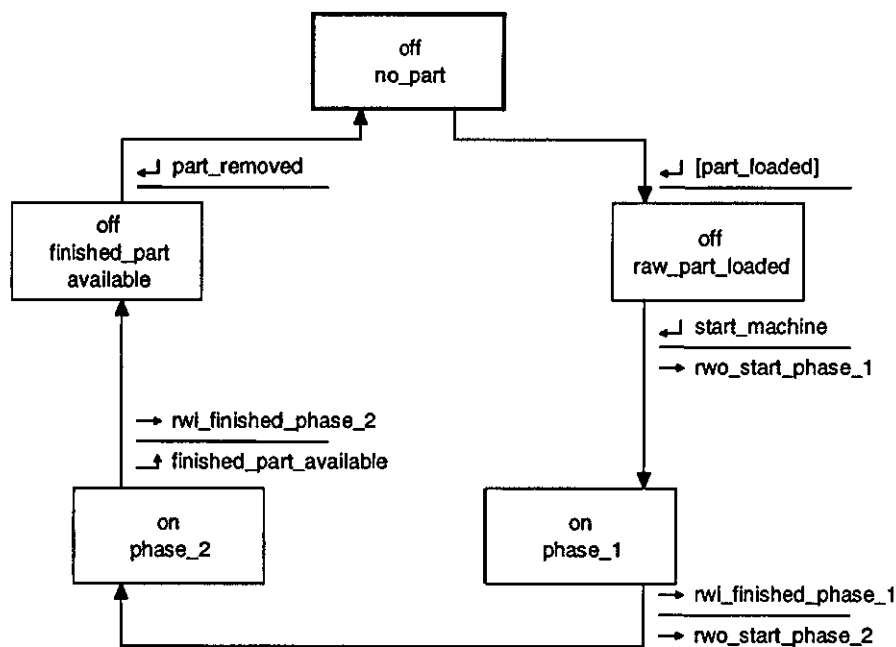 off
no_part
part_removed
[part_loaded]
off
finished_part
available
off
raw_part_loaded
start_machine
rwo_start_phase_1
rwi_finished_phase_2
finished_part_available
on
phase_2
on
phase_1
rwi_finished_phase_1
rwo_start_phase_2